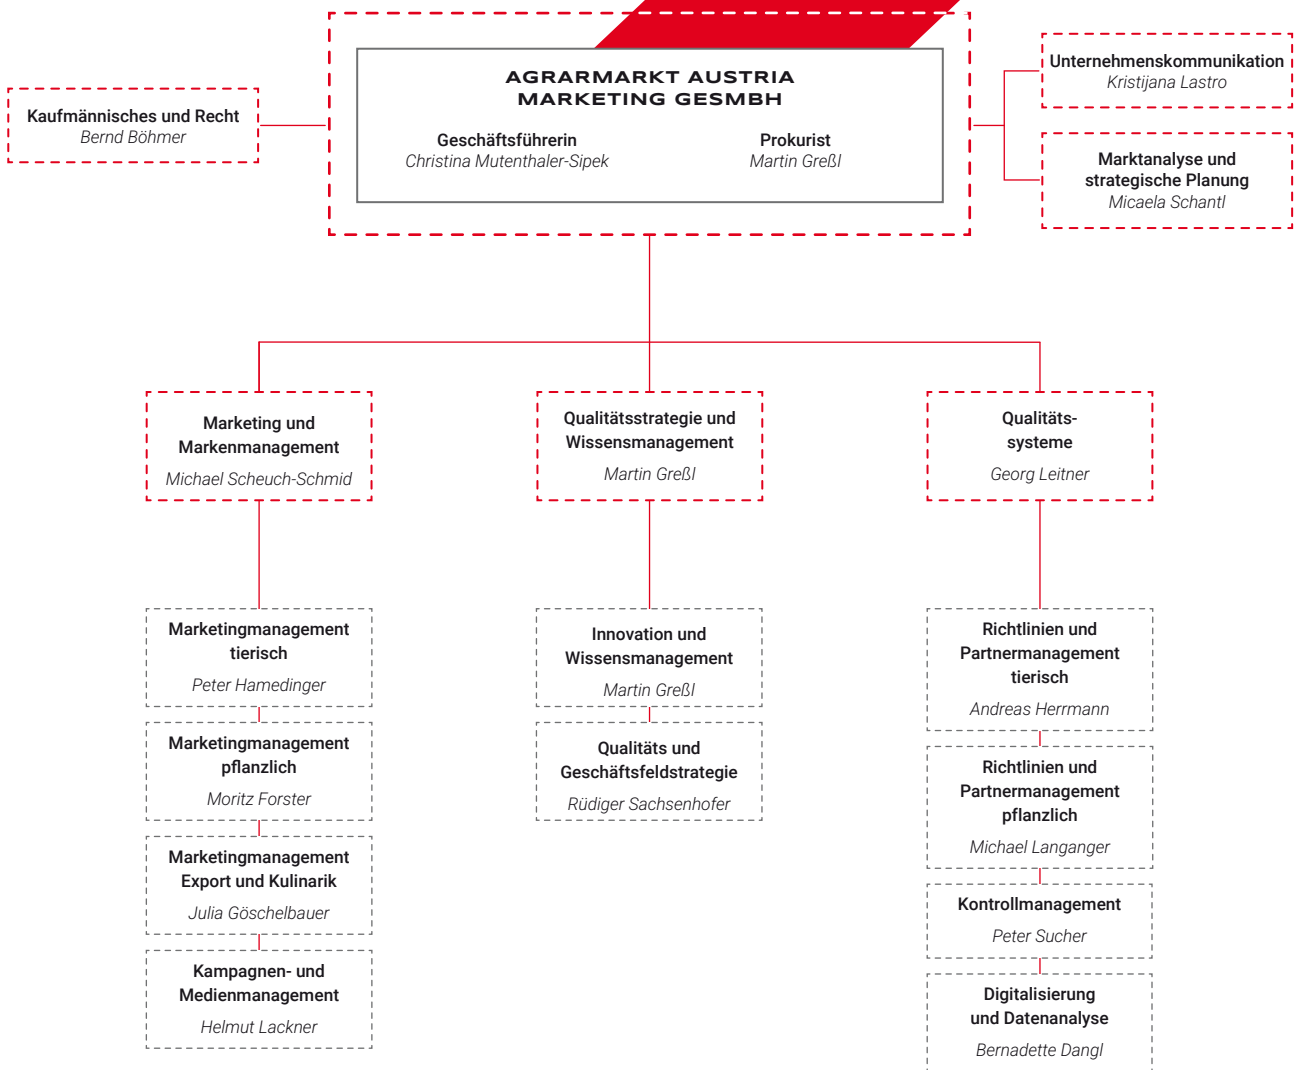 AGRARMARKT AUSTRIA
MARKETING GESMBH
Geschäftsführerin
Christina Mutenthaler-Sipek
Prokurist
Martin Greßl
Kaufmännisches und Recht
Bernd Böhmer
Unternehmenskommunikation
Kristijana Lastro
Marktanalyse und
strategische Planung
Micaela Schantl
Marketing und
Markenmanagement
Michael Scheuch-Schmid
Qualitätsstrategie und
Wissensmanagement
Martin Greßl
Qualitäts-
systeme
Georg Leitner
Marketingmanagement
tierisch
Peter Hamedinger
Marketingmanagement
pflanzlich
Moritz Forster
Marketingmanagement
Export und Kulinarik
Julia Göschelbauer
Kampagnen- und
Medienmanagement
Helmut Lackner
Innovation und
Wissensmanagement
Martin Greßl
Qualitäts und
Geschäftsfeldstrategie
Rüdiger Sachsenhofer
Richtlinien und
Partnermanagement
tierisch
Andreas Herrmann
Richtlinien und
Partnermanagement
pflanzlich
Michael Langanger
Kontrollmanagement
Peter Sucher
Digitalisierung
und Datenanalyse
Bernadette Dangl